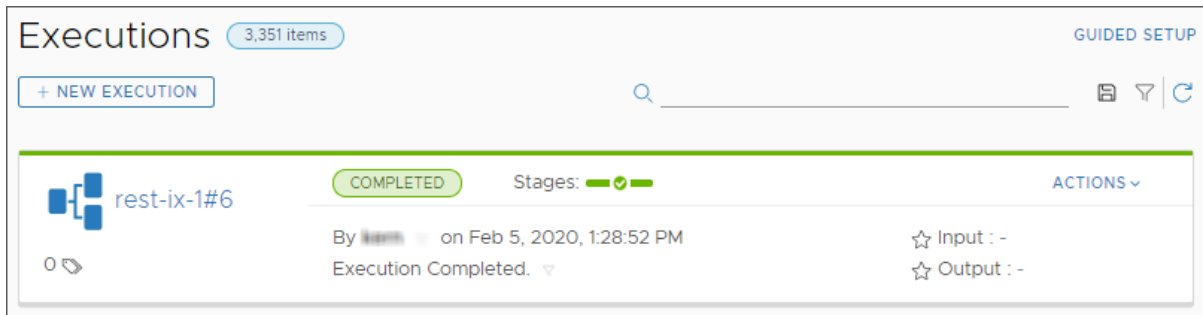 Executions 3,351 items GUIDED SETUP
+ NEW EXECUTION
COMPLETED Stages: ACTIONS
rest-ix-1#6
By on Feb 5, 2020, 1:28:52 PM Input : -
0 Execution Completed. Output : -